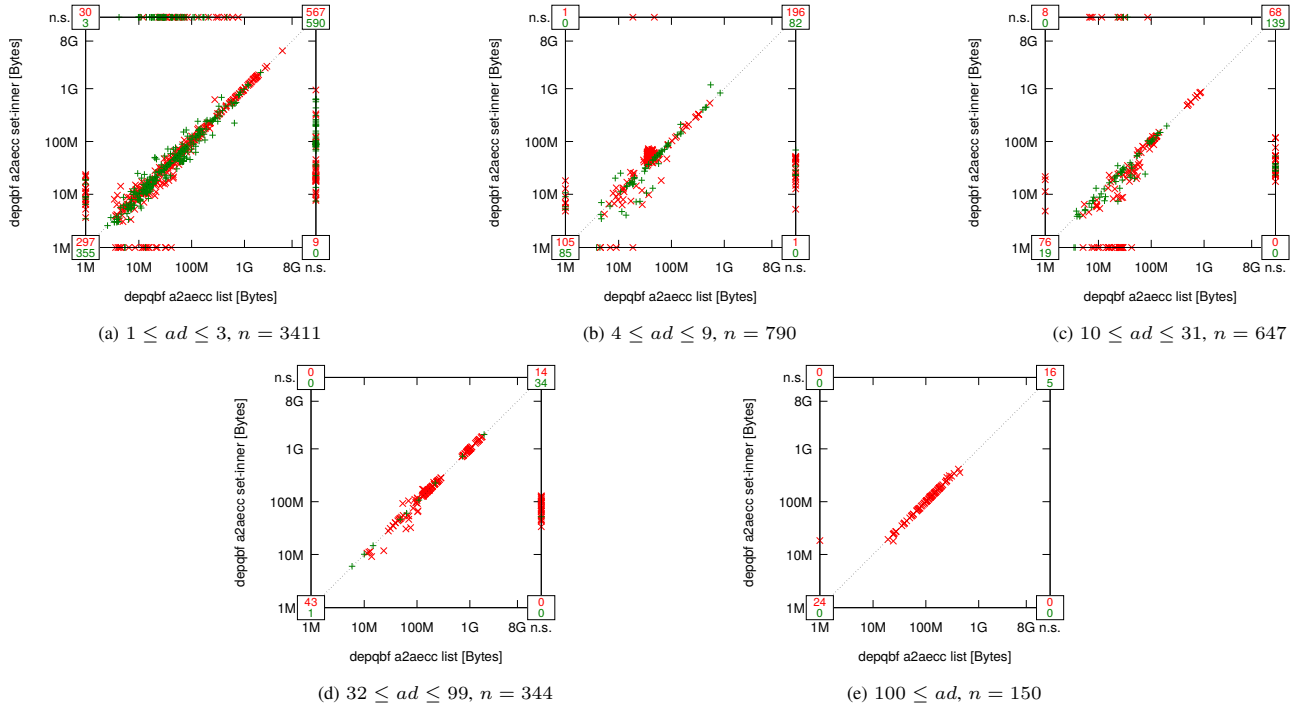 30
3
567
590
n.s.
8G
1G
100M
10M
1M
297
355
9
0
1M 10M 100M 1G 8G n.s.
depqbf a2aecc set-inner [Bytes]
depqbf a2aecc list [Bytes]
(a) 1 ≤ ad ≤ 3, n = 3411
1
0
196
82
n.s.
8G
1G
100M
10M
1M
105
85
1
0
1M 10M 100M 1G 8G n.s.
depqbf a2aecc set-inner [Bytes]
depqbf a2aecc list [Bytes]
(b) 4 ≤ ad ≤ 9, n = 790
8
0
68
139
n.s.
8G
1G
100M
10M
1M
76
19
0
0
1M 10M 100M 1G 8G n.s.
depqbf a2aecc set-inner [Bytes]
depqbf a2aecc list [Bytes]
(c) 10 ≤ ad ≤ 31, n = 647
0
0
14
34
n.s.
8G
1G
100M
10M
1M
43
1
0
0
1M 10M 100M 1G 8G n.s.
depqbf a2aecc set-inner [Bytes]
depqbf a2aecc list [Bytes]
(d) 32 ≤ ad ≤ 99, n = 344
0
0
16
5
n.s.
8G
1G
100M
10M
1M
24
0
0
0
1M 10M 100M 1G 8G n.s.
depqbf a2aecc set-inner [Bytes]
depqbf a2aecc list [Bytes]
(e) 100 ≤ ad, n = 150